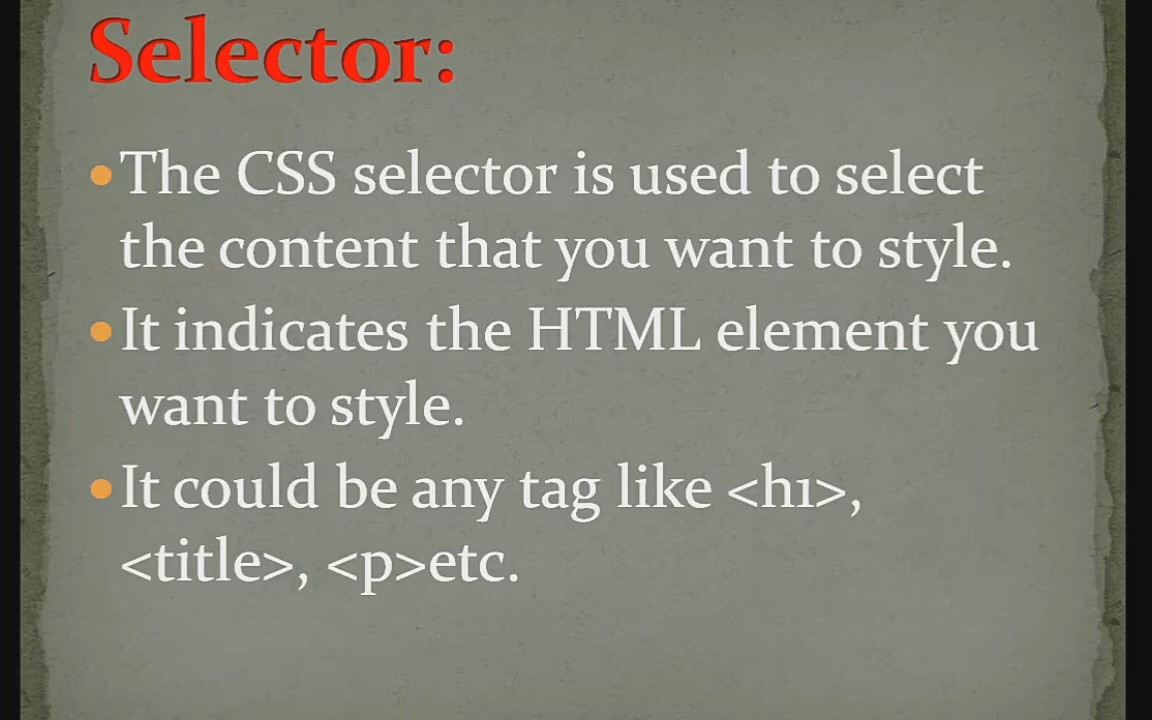 Selector:
•The CSS selector is used to select
the content that you want to style.
•It indicates the HTML element you
want to style.
•It could be any tag like <h1>,
<title>, <p>etc.